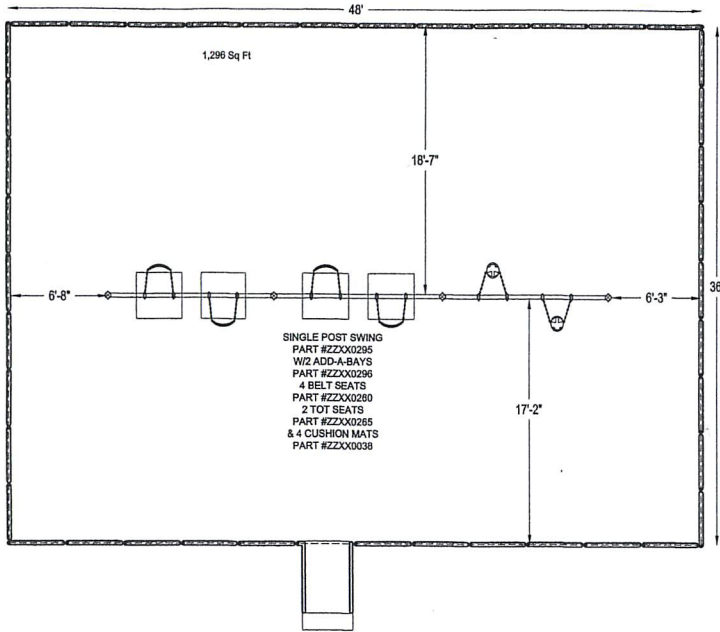 48'
1,296 Sq Ft
18'-7"
36
6'-8"
6'-3"
SINGLE POST SWING
PART #ZZXX0295
W/2 ADD-A-BAYS
PART #ZZXX0296
4 BELT SEATS
PART #ZZXX0260
2 TOT SEATS
PART #ZZXX0265
& 4 CUSHION MATS
PART #ZZXX0038
17'-2"